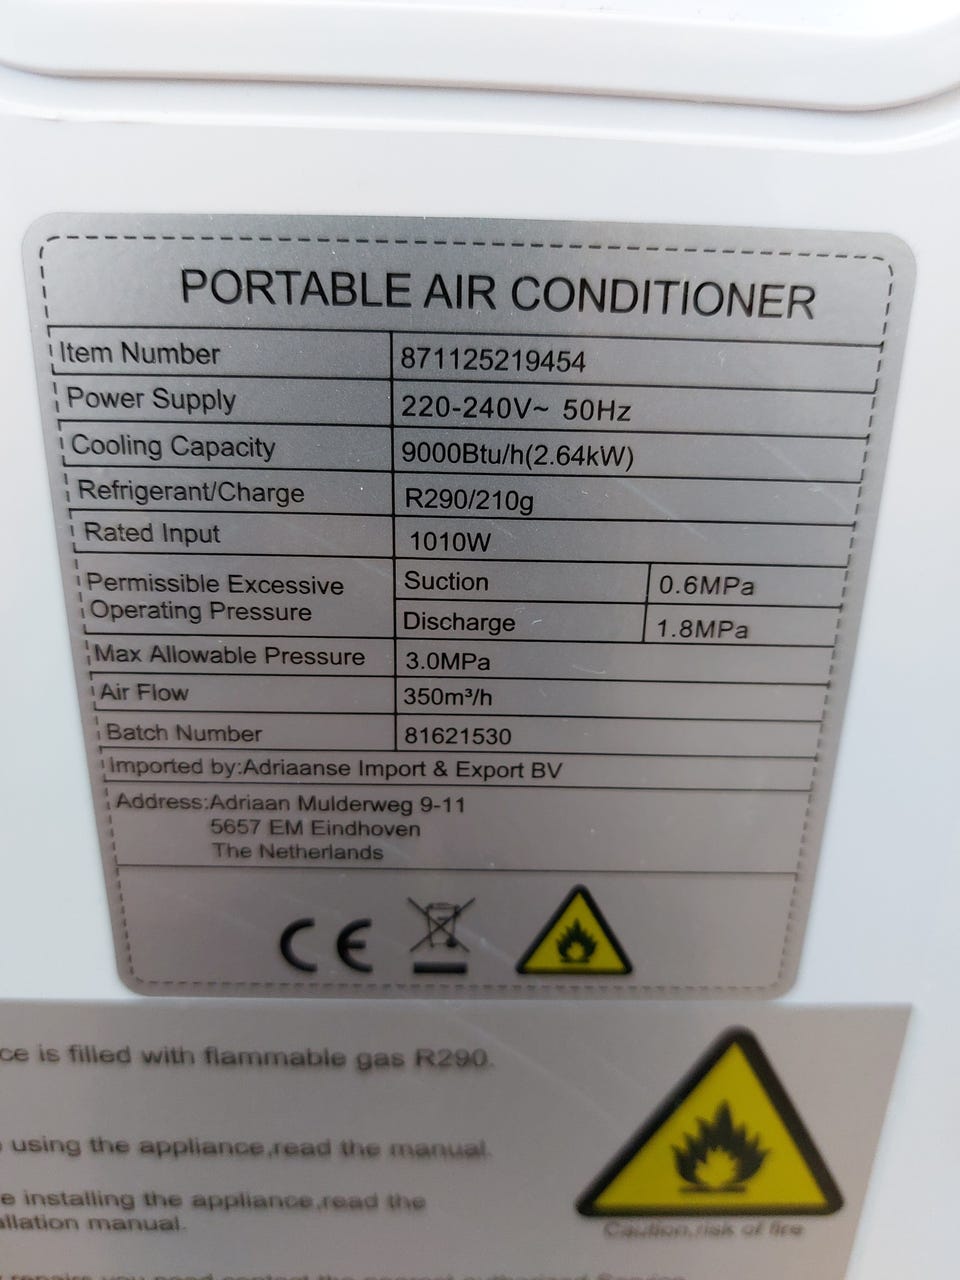 PORTABLE AIR CONDITIONER
Item Number 871125219454
Power Supply 220-240V~ 50Hz
Cooling Capacity 9000Btu/h(2.64kW)
Refrigerant/Charge R290/210g
Rated Input 1010W
Permissible Excessive Operating Pressure Suction 0.6MPa
Discharge 1.8MPa
Max Allowable Pressure 3.0MPa
Air Flow 350m³/h
Batch Number 81621530
Imported by:Adriaanse Import & Export BV
Address:Adriaan Mulderweg 9-11
5657 EM Eindhoven
The Netherlands
CE
ce is filled with flammable gas R290.
using the appliance,read the manual.
e installing the appliance,read the
allation manual.
Caution,risk of fire